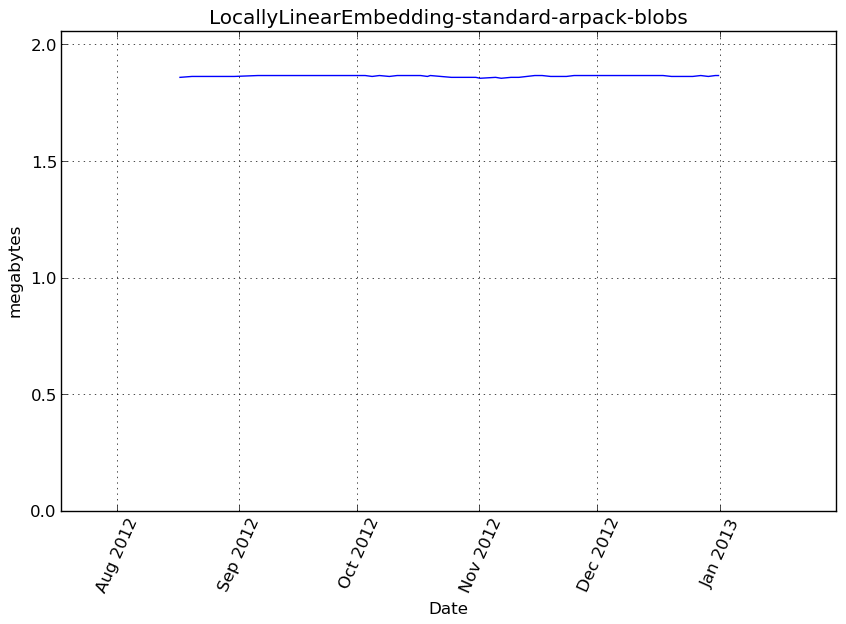 LocallyLinearEmbedding-standard-arpack-blobs
2.0
1.5
1.0
0.5
0.0
megabytes
Aug 2012
Sep 2012
Oct 2012
Nov 2012
Dec 2012
Jan 2013
Date